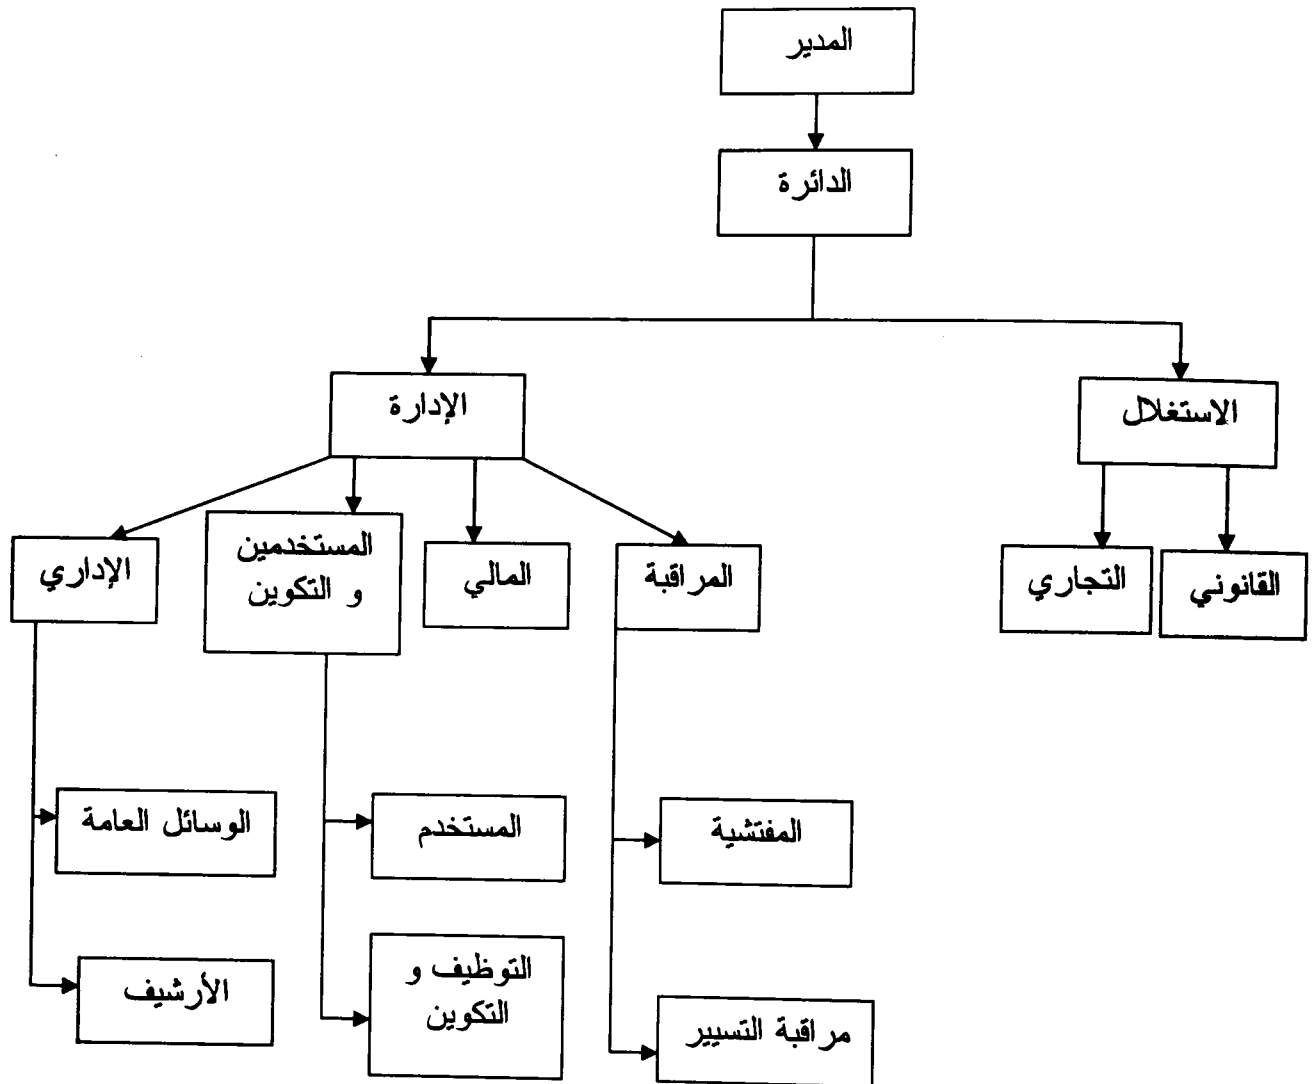 المدير
الدائرة
الاستغلال
الإدارة
القانوني
التجاري
المراقبة
المالي
المستخدمين
و التكوين
الإداري
المفتشية
المستخدم
الوسائل العامة
مراقبة التسيير
التوظيف و
التكوين
الأرشيف